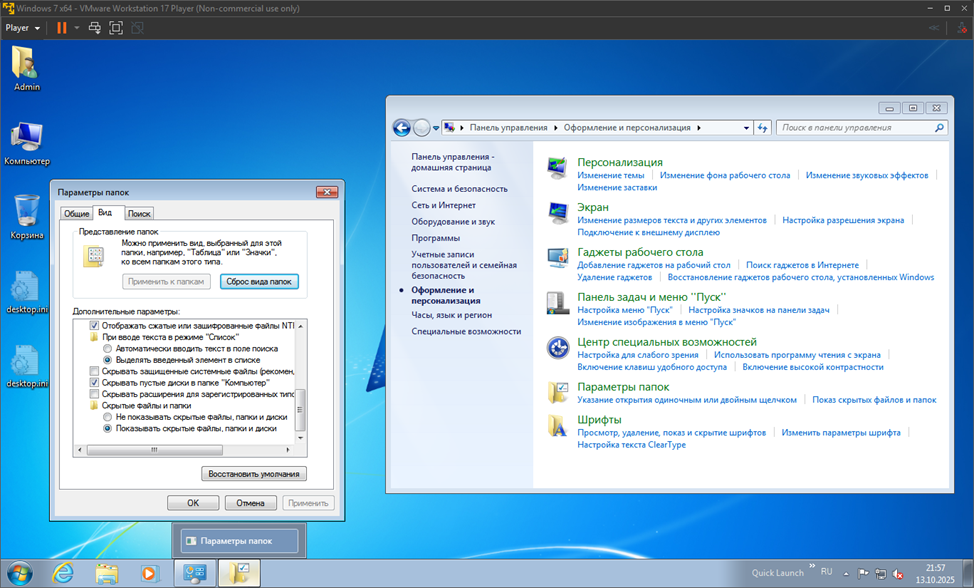 Windows 7 x64 - VMware Workstation 17 Player (Non-commercial use only)
Player
Admin
Компьютер
Корзина
desktop.ini
desktop.ini
Параметры папок
Общие
Вид
Поиск
Представление папок
Можно применить вид, выбранный для этой
папки, например, "Таблица" или "Значки",
ко всем папкам этого типа.
Применить к папкам
Сброс вида папок
Дополнительные параметры:
Отображать сжатые или зашифрованные файлы NTI
При вводе текста в режиме "Список"
Автоматически вводить текст в поле поиска
Выделять введенный элемент в списке
Скрывать защищенные системные файлы (рекомен,
Скрывать пустые диски в папке "Компьютер"
Скрывать расширения для зарегистрированных типо
Скрытые файлы и папки
Не показывать скрытые файлы, папки и диски
Показывать скрытые файлы, папки и диски
Восстановить умолчания
ОК
Отмена
Применить
Панель управления
Оформление и персонализация
Поиск в панели управления
Панель управления -
домашняя страница
Система и безопасность
Сеть и Интернет
Оборудование и звук
Программы
Учетные записи
пользователей и семейная
безопасность
Оформление и
персонализация
Часы, язык и регион
Специальные возможности
Персонализация
Изменение темы
Изменение фона рабочего стола
Изменение звуковых эффектов
Изменение заставки
Экран
Изменение размеров текста и других элементов
Настройка разрешения экрана
Подключение к внешнему дисплею
Гаджеты рабочего стола
Добавление гаджетов на рабочий стол
Поиск гаджетов в Интернете
Удаление гаджетов
Восстановление гаджетов рабочего стола, установленных Windows
Панель задач и меню ''Пуск''
Настройка меню "Пуск"
Настройка значков на панели задач
Изменение изображения в меню "Пуск"
Центр специальных возможностей
Настройка для слабого зрения
Использовать программу чтения с экрана
Включение клавиш удобного доступа
Включение высокой контрастности
Параметры папок
Указание открытия одиночным или двойным щелчком
Показ скрытых файлов и папок
Шрифты
Просмотр, удаление, показ и скрытие шрифтов
Изменить параметры шрифта
Настройка текста ClearType
Параметры папок
Quick Launch
RU
21:57
13.10.2025